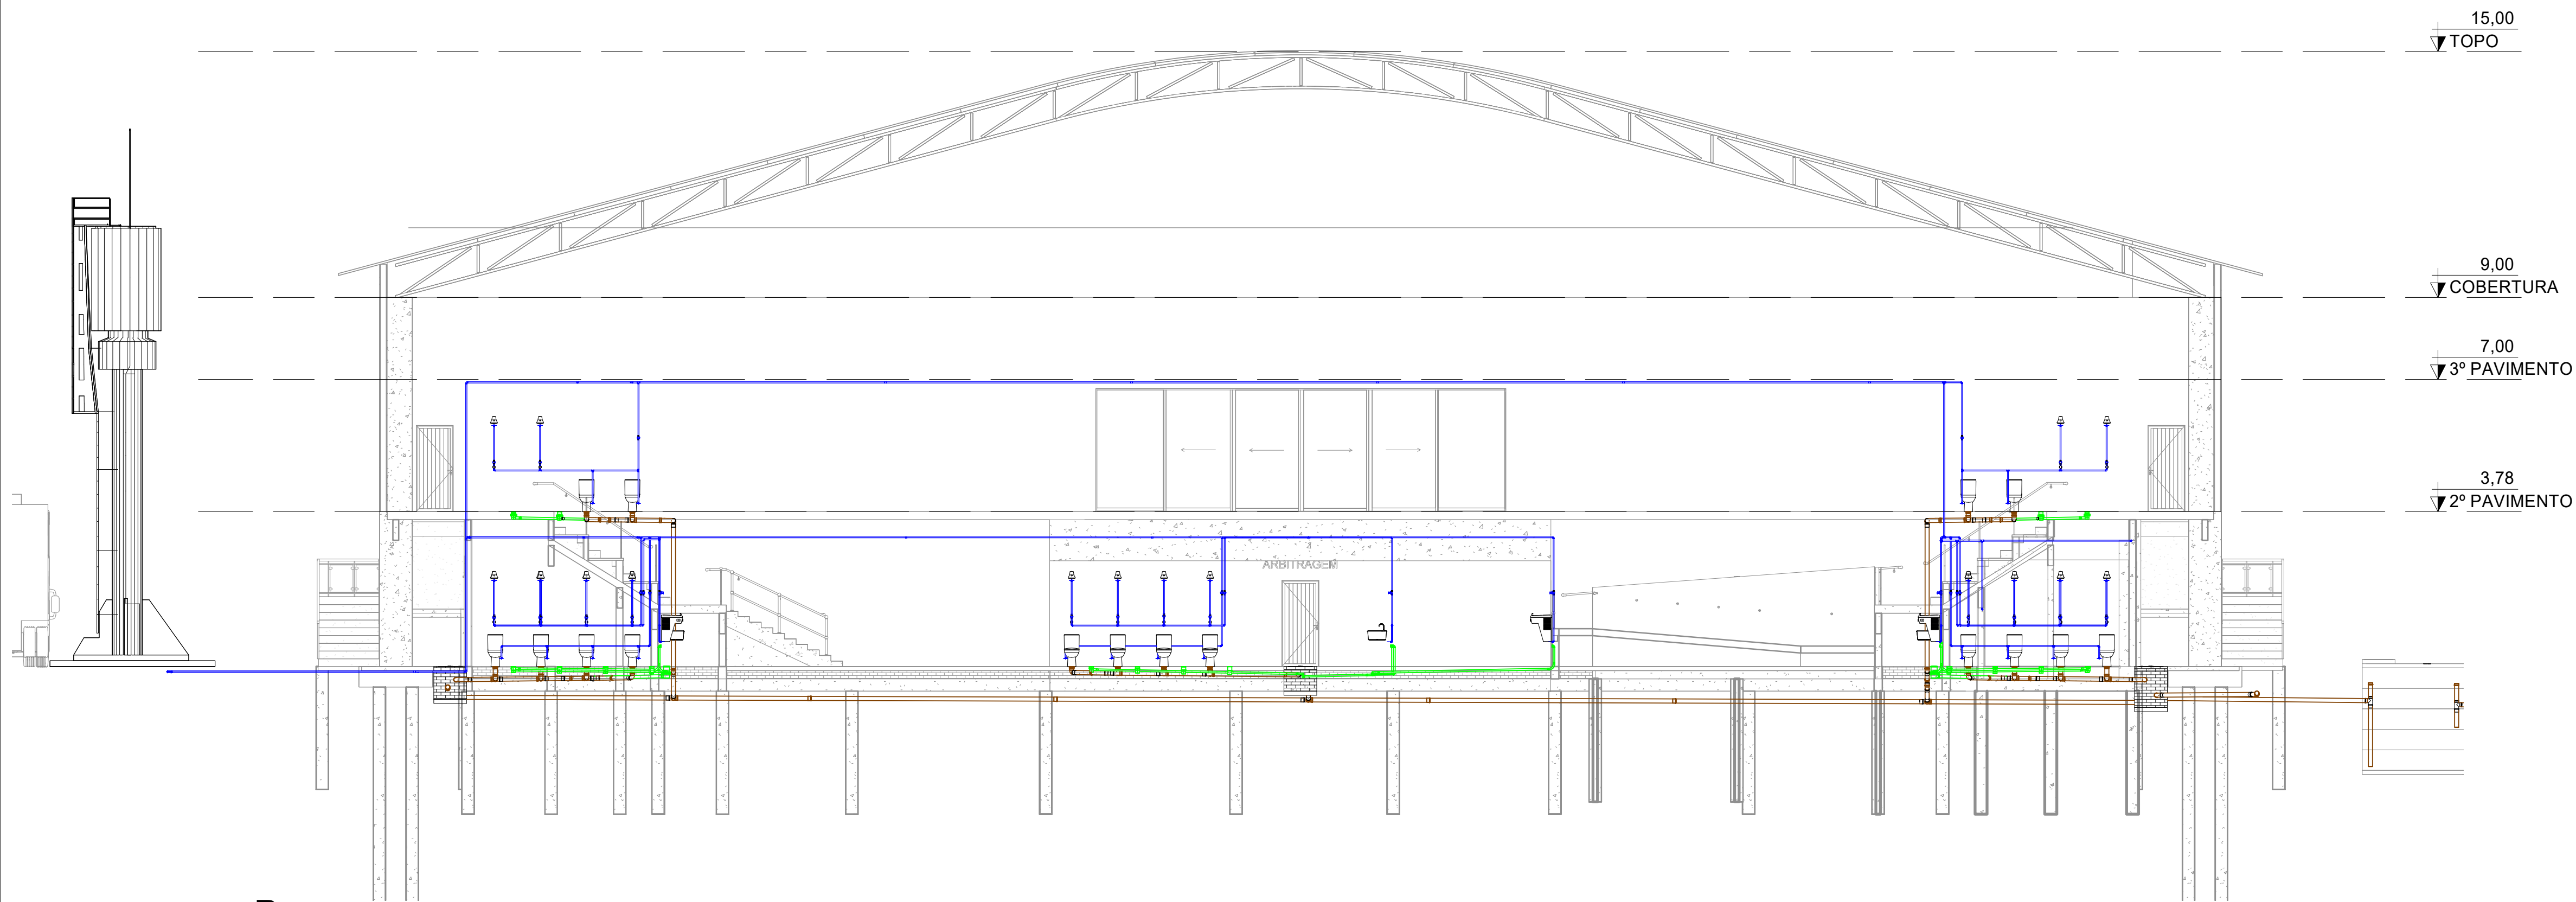 15,00
TOPO
9,00
COBERTURA
7,00
3º PAVIMENTO
3,78
2º PAVIMENTO
ARBITRAGEM